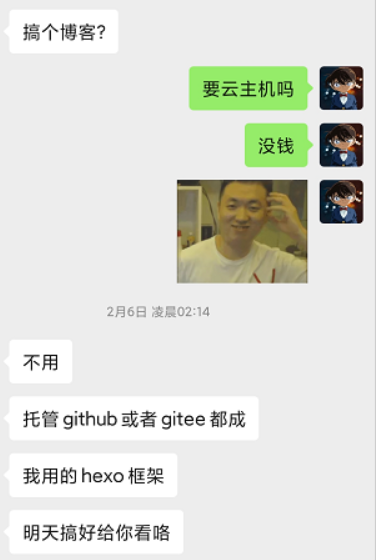 搞个博客?
要云主机吗
没钱
2月6日 凌晨02:14
不用
托管 github 或者 gitee 都成
我用的 hexo 框架
明天搞好给你看咯